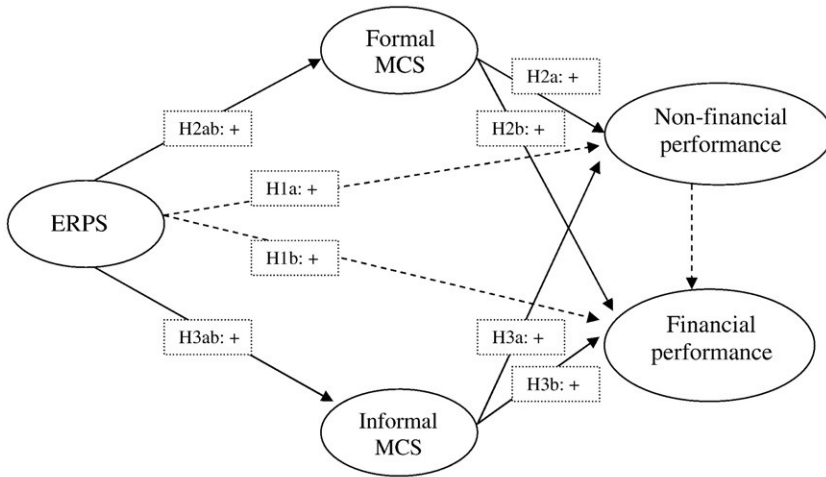 Formal
MCS
H2a: +
H2ab: +
H2b: +
Non-financial
performance
H1a: +
ERPS
H1b: +
H3ab: +
H3a: +
Financial
performance
H3b: +
Informal
MCS